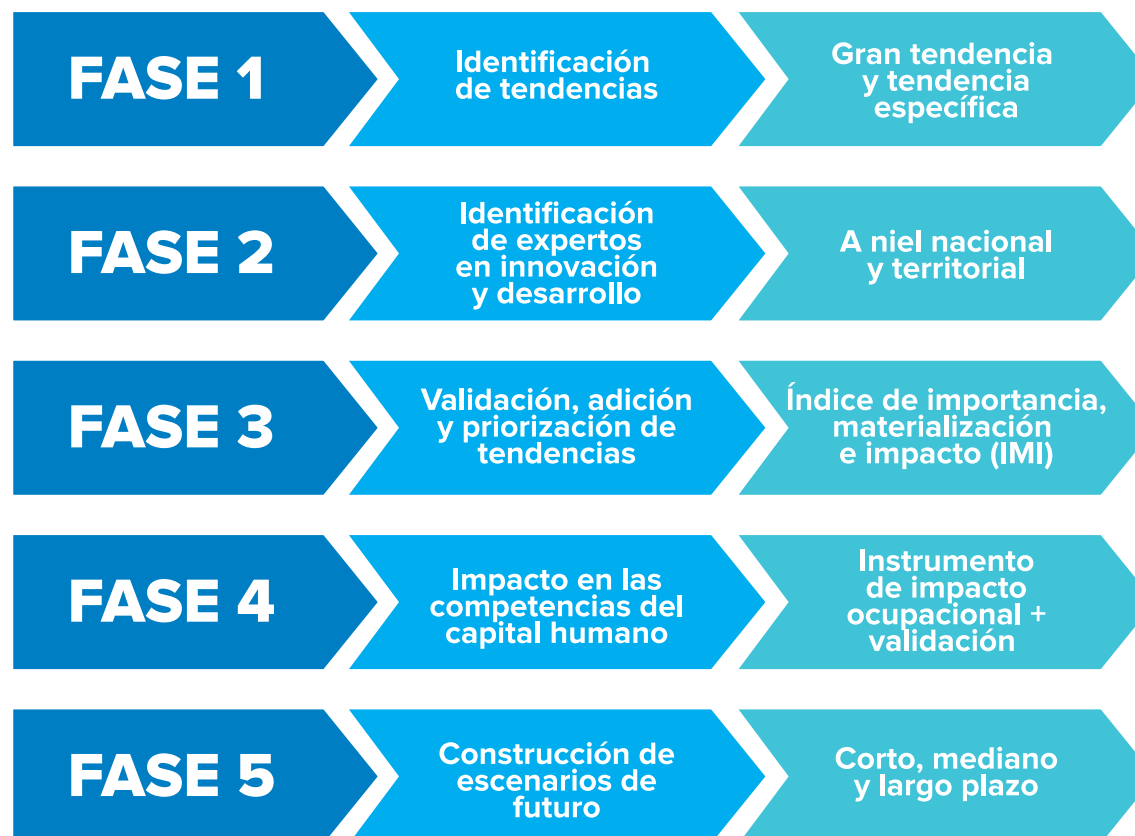 FASE 1
Identificación
de tendencias
Gran tendencia
y tendencia
específica
FASE 2
Identificación
de expertos
en innovación
y desarrollo
A niel nacional
y territorial
FASE 3
Validación, adición
y priorización de
tendencias
Índice de importancia,
materialización
e impacto (IMI)
FASE 4
Impacto en las
competencias del
capital humano
Instrumento
de impacto
ocupacional +
validación
FASE 5
Construcción de
escenarios de
futuro
Corto, mediano
y largo plazo